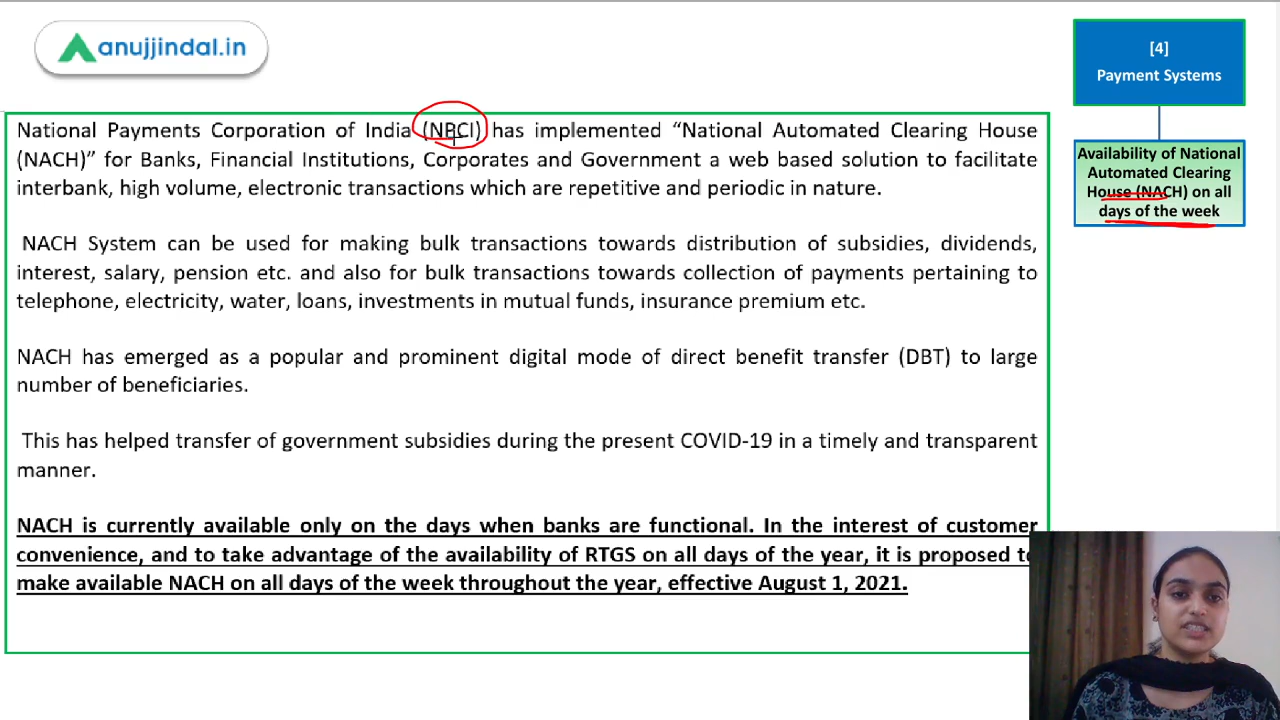 anujjindal.in
[4]
Payment Systems
Availability of National
Automated Clearing
House (NACH) on all
days of the week
National Payments Corporation of India (NPCI) has implemented “National Automated Clearing House
(NACH)” for Banks, Financial Institutions, Corporates and Government a web based solution to facilitate
interbank, high volume, electronic transactions which are repetitive and periodic in nature.
NACH System can be used for making bulk transactions towards distribution of subsidies, dividends,
interest, salary, pension etc. and also for bulk transactions towards collection of payments pertaining to
telephone, electricity, water, loans, investments in mutual funds, insurance premium etc.
NACH has emerged as a popular and prominent digital mode of direct benefit transfer (DBT) to large
number of beneficiaries.
This has helped transfer of government subsidies during the present COVID-19 in a timely and transparent
manner.
NACH is currently available only on the days when banks are functional. In the interest of customer
convenience, and to take advantage of the availability of RTGS on all days of the year, it is proposed to
make available NACH on all days of the week throughout the year, effective August 1, 2021.